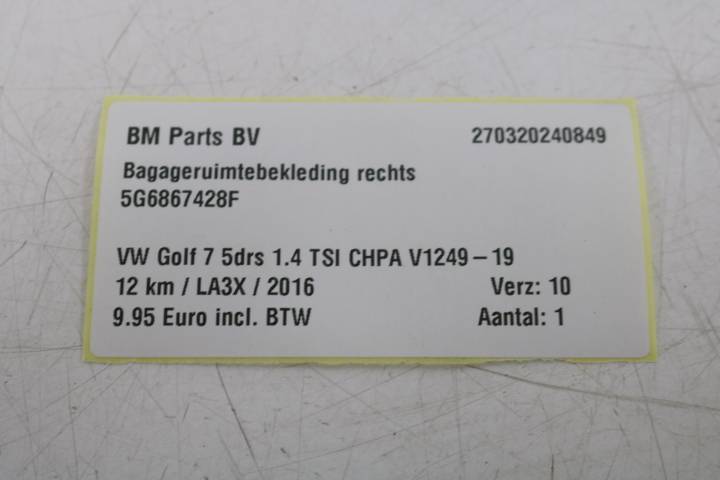 BM Parts BV 270320240849
Bagageruimtebekleding rechts
5G6867428F
VW Golf 7 5drs 1.4 TSI CHPA V1249-19
12 km / LA3X / 2016 Verz: 10
9.95 Euro incl. BTW Aantal: 1